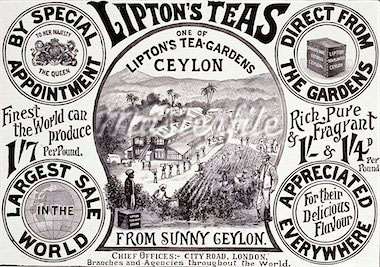 LIPTON'S TEAS
BY SPECIAL
APPOINTMENT
TO HER MAJESTY
THE QUEEN
ONE OF
LIPTON'S TEA-GARDENS
CEYLON
DIRECT FROM
THE GARDENS
Finest
the World can
produce
1/7
Per Pound.
Rich, Pure
& Fragrant
1/- & 1/4D
Per
Pound
LARGEST SALE
IN THE
WORLD
APPRECIATED
EVERYWHERE
For their
Delicious
Flavour
FROM SUNNY CEYLON.
CHIEF OFFICES:- CITY ROAD, LONDON.
Branches and Agencies throughout the World.